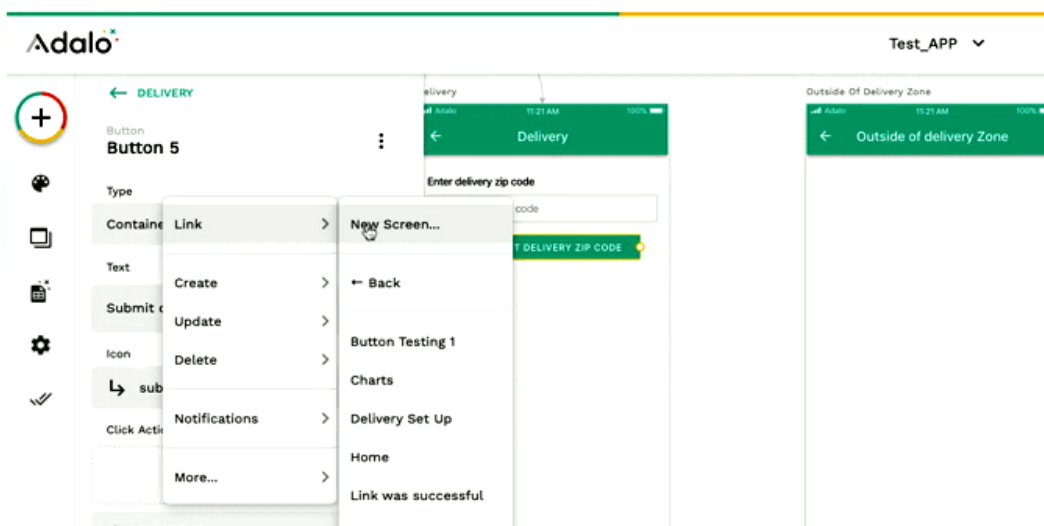 Adalo
Test_APP
DELIVERY
Button
Button 5
Type
Containe
Text
Submit
Icon
sub
Click Acti
Link
Create
Update
Delete
Notifications
More...
New Screen...
← Back
Button Testing 1
Charts
Delivery Set Up
Home
Link was successful
elivery
Adalo 11:21 AM 100%
Delivery
Enter delivery zip code
code
T DELIVERY ZIP CODE
Outside Of Delivery Zone
Adalo 11:21 AM 100%
Outside of delivery Zone